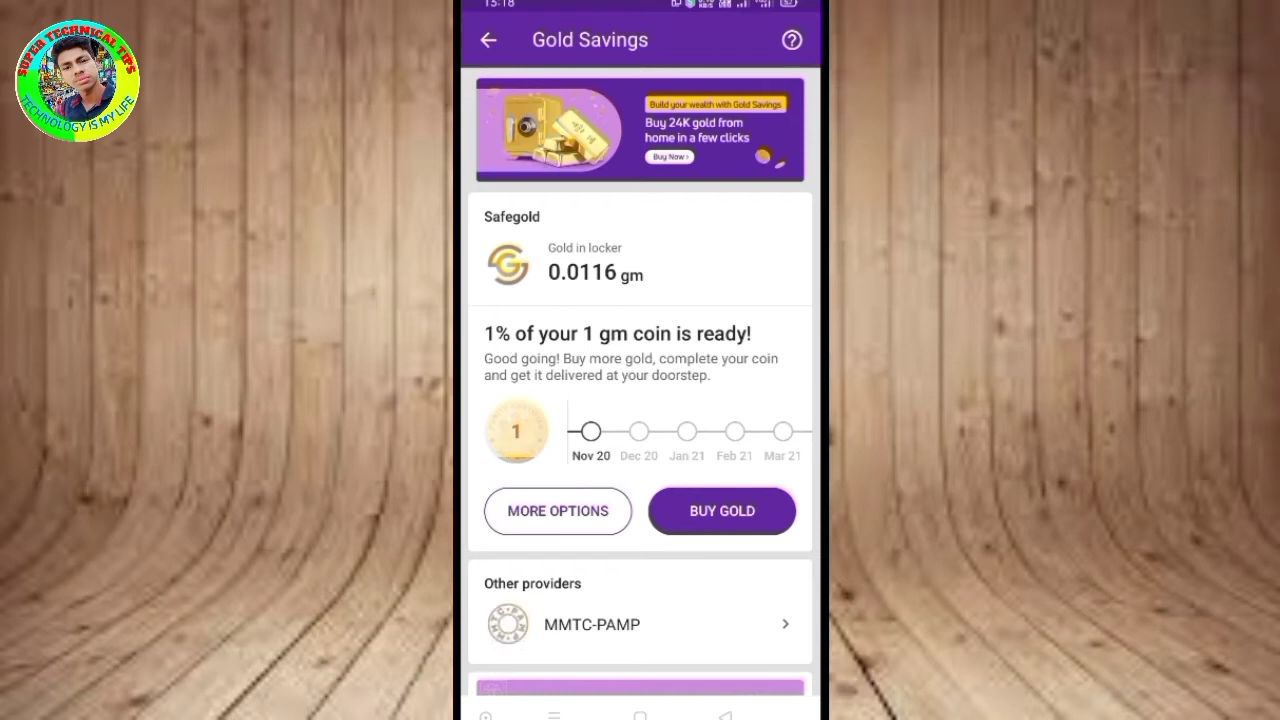 SUPER TECHNICAL TIPS
TECHNOLOGY IS MY LIFE
15:18
Gold Savings
Build your wealth with Gold Savings
Buy 24K gold from
home in a few clicks
Buy Now ›
Safegold
Gold in locker
0.0116 gm
1% of your 1 gm coin is ready!
Good going! Buy more gold, complete your coin
and get it delivered at your doorstep.
1
Nov 20 Dec 20 Jan 21 Feb 21 Mar 21
MORE OPTIONS BUY GOLD
Other providers
MMTC-PAMP
MMTC-PAMP